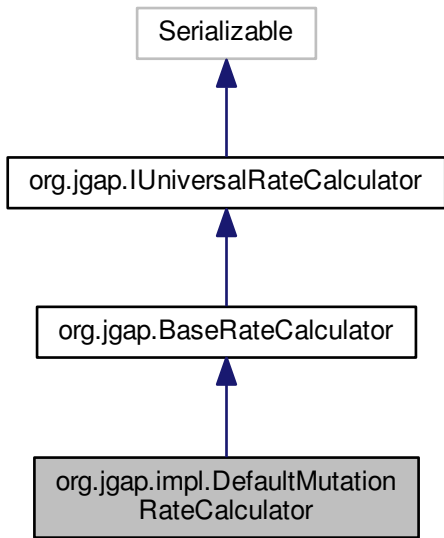 Serializable
org.jgap.IUniversalRateCalculator
org.jgap.BaseRateCalculator
org.jgap.impl.DefaultMutation
RateCalculator